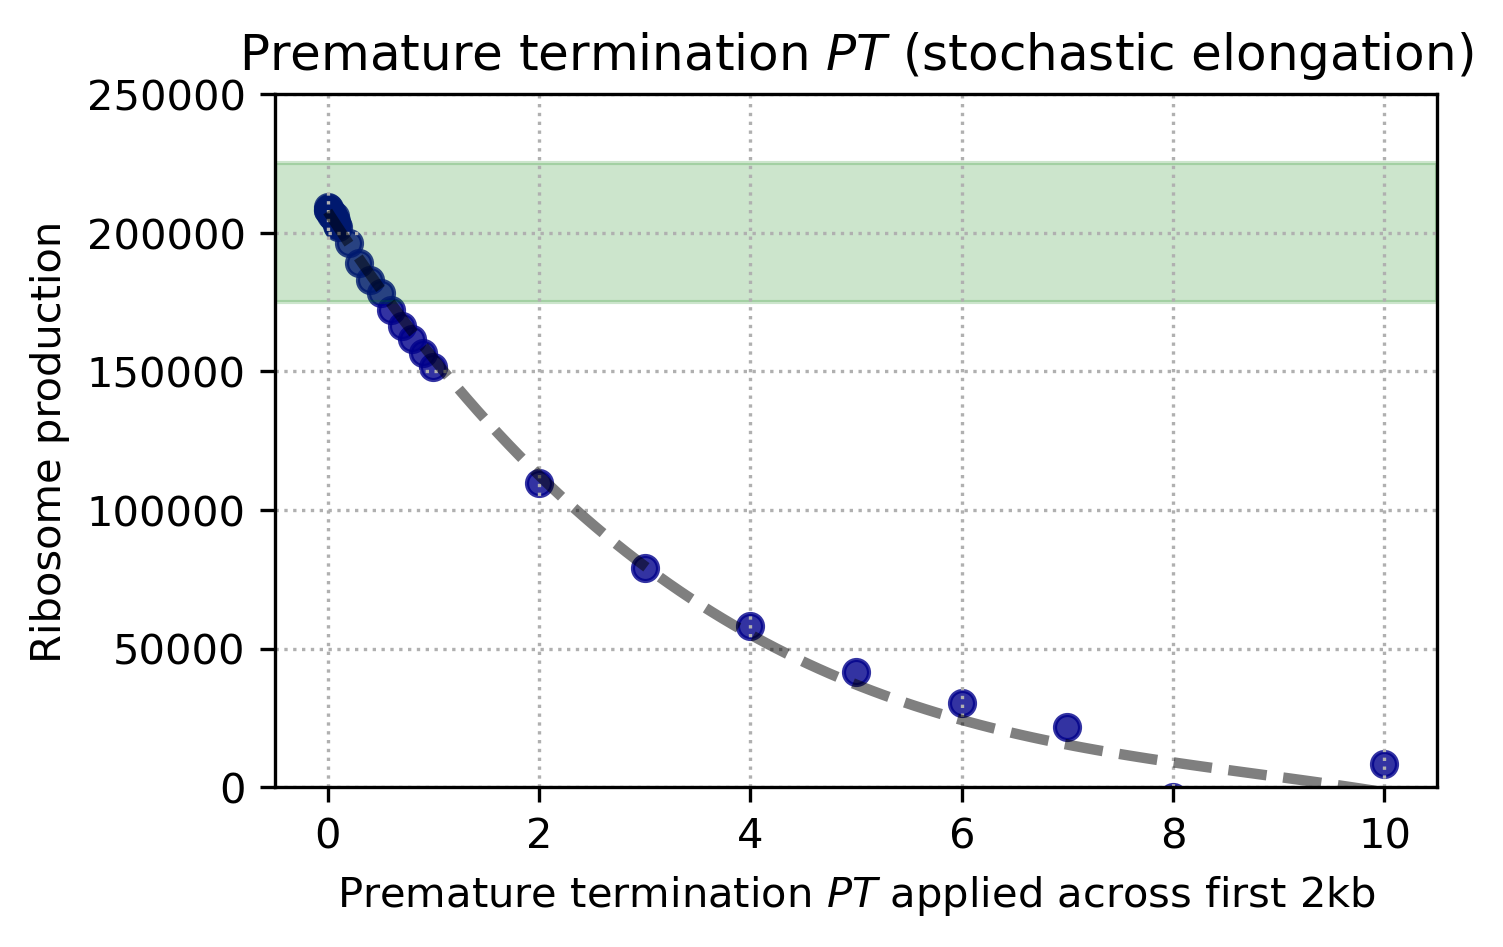 Premature termination PT (stochastic elongation)
250000
200000
150000
100000
50000
0
Ribosome production
0 2 4 6 8 10
Premature termination PT applied across first 2kb